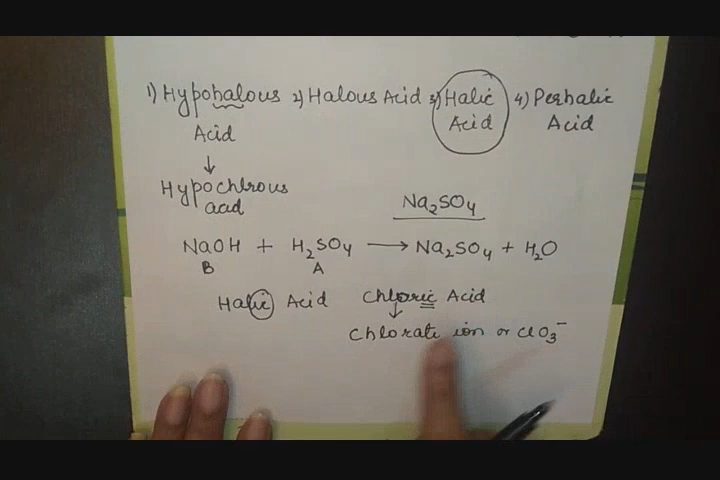 1) Hypohalous 2) Halous Acid 3) Halic 4) Perhalic
Acid Acid Acid
↓
Hypochlrous
acid
Na₂SO₄
NaOH + H₂SO₄ → Na₂SO₄ + H₂O
B A
Halic Acid Chloric Acid
↓
Chlorate ion or ClO₃⁻